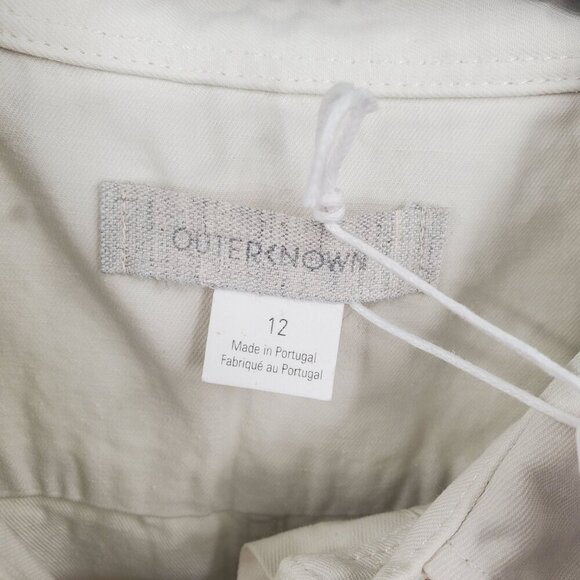 OUTERKNOWN
12
Made in Portugal
Fabriqué au Portugal